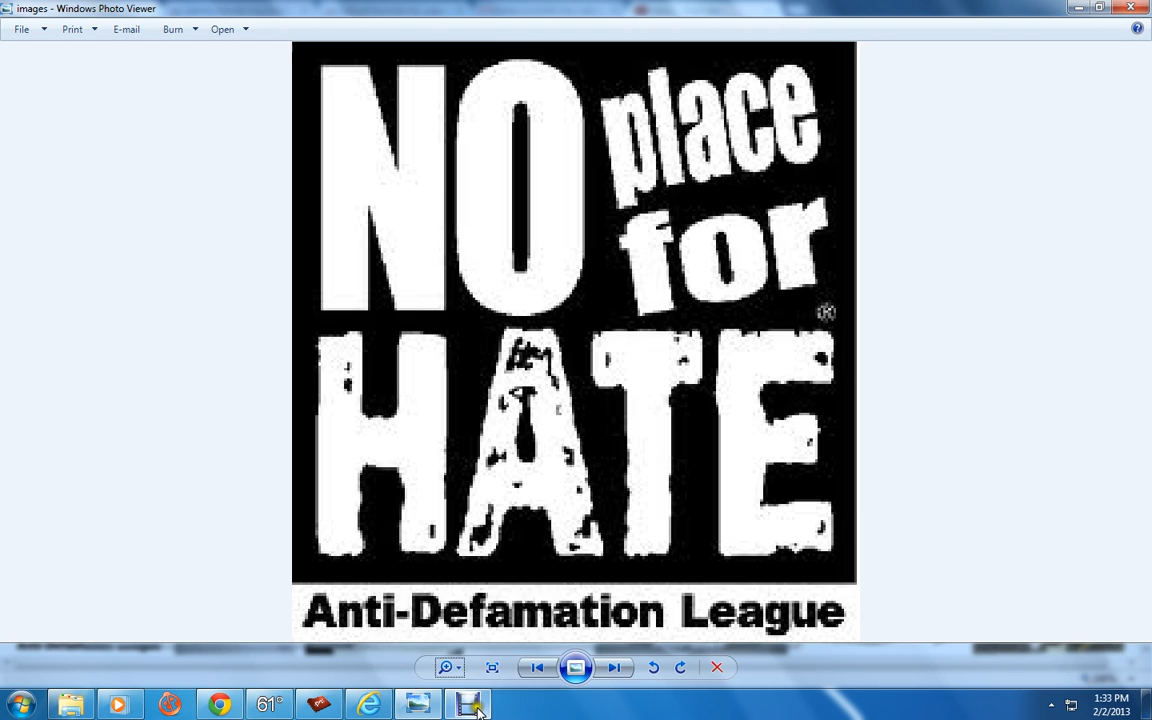 images - Windows Photo Viewer
File Print E-mail Burn Open
NO place
for
®
HATE
Anti-Defamation League
61°
1:33 PM
2/2/2013